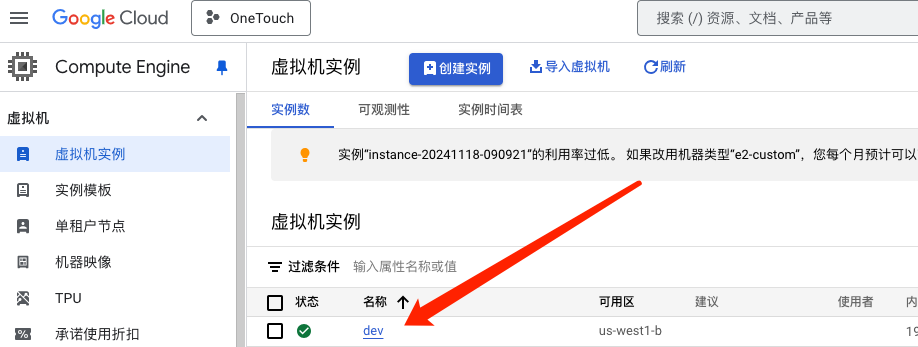 Google Cloud
OneTouch
搜索 (/) 资源、文档、产品等
Compute Engine
虚拟机实例
创建实例
导入虚拟机
刷新
虚拟机
实例数
可观测性
实例时间表
虚拟机实例
实例“instance-20241118-090921”的利用率过低。 如果改用机器类型“e2-custom”，您每个月预计可以
实例模板
单租户节点
虚拟机实例
机器映像
过滤条件
输入属性名称或值
TPU
状态
名称
可用区
建议
使用者
内
承诺使用折扣
dev
us-west1-b